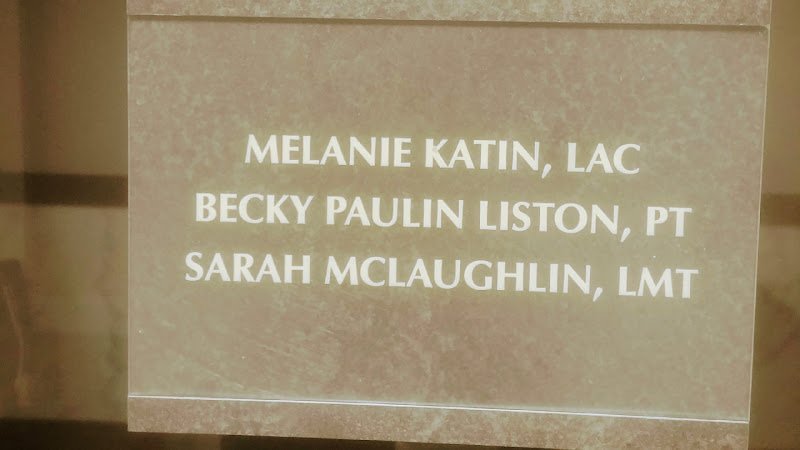 MELANIE KATIN, LAC
BECKY PAULIN LISTON, PT
SARAH MCLAUGHLIN, LMT